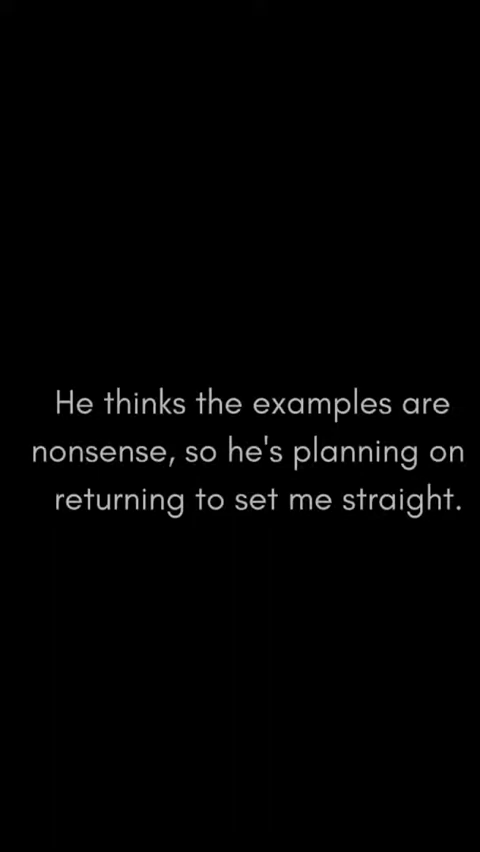 He thinks the examples are
nonsense, so he's planning on
returning to set me straight.